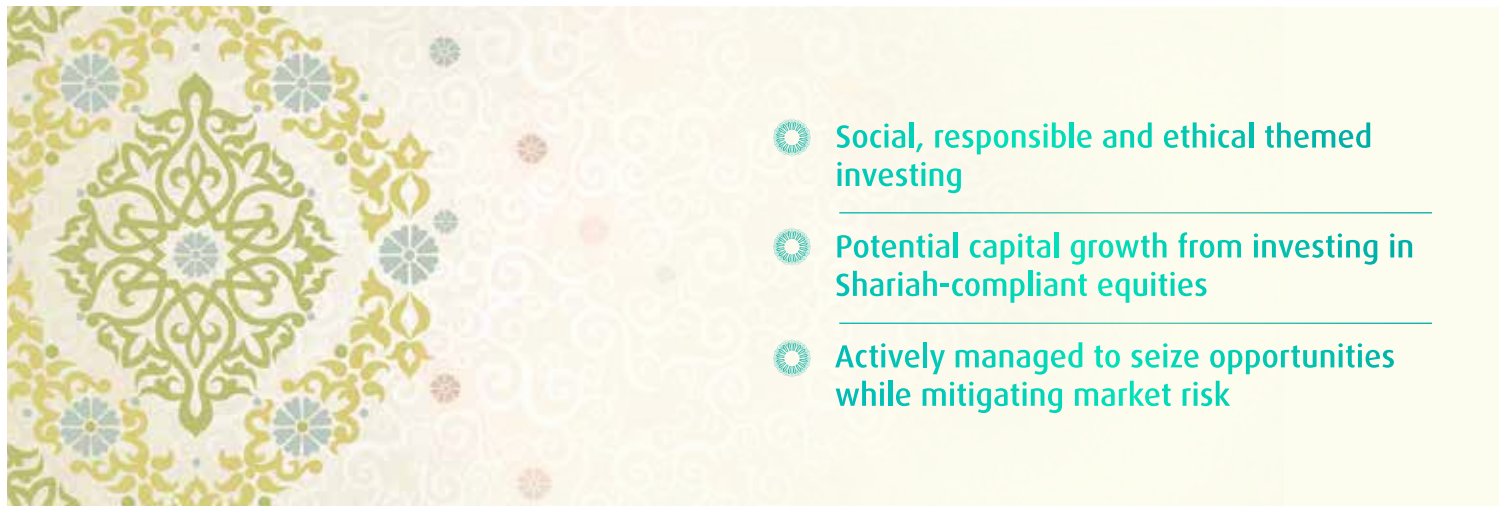 Social, responsible and ethical themed
investing
Potential capital growth from investing in
Shariah-compliant equities
Actively managed to seize opportunities
while mitigating market risk